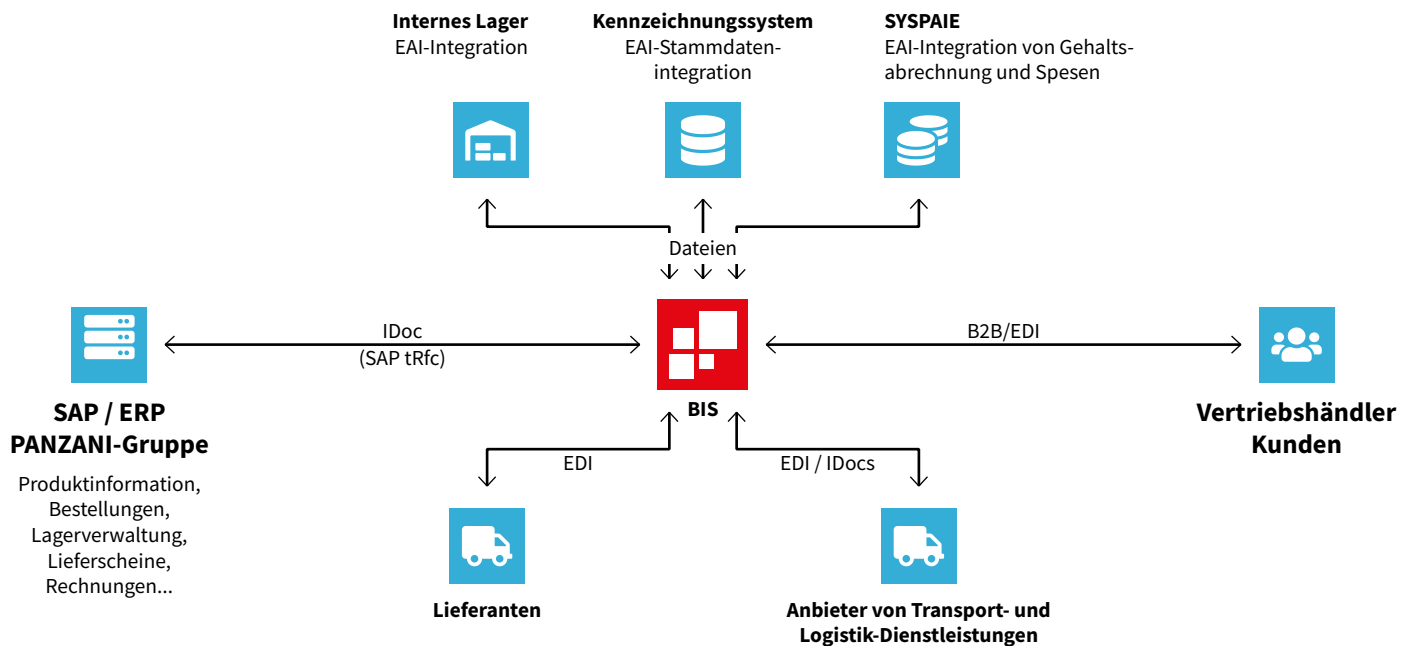 Internes Lager
EAI-Integration
Kennzeichnungssystem
EAI-Stammdaten-
integration
SYSPAIE
EAI-Integration von Gehalts-
abrechnung und Spesen
Dateien
IDoc
(SAP tRfc)
B2B/EDI
SAP / ERP
PANZANI-Gruppe
Produktinformation,
Bestellungen,
Lagerverwaltung,
Lieferscheine,
Rechnungen...
BIS
Vertriebshändler
Kunden
EDI
EDI / IDocs
Lieferanten
Anbieter von Transport- und
Logistik-Dienstleistungen